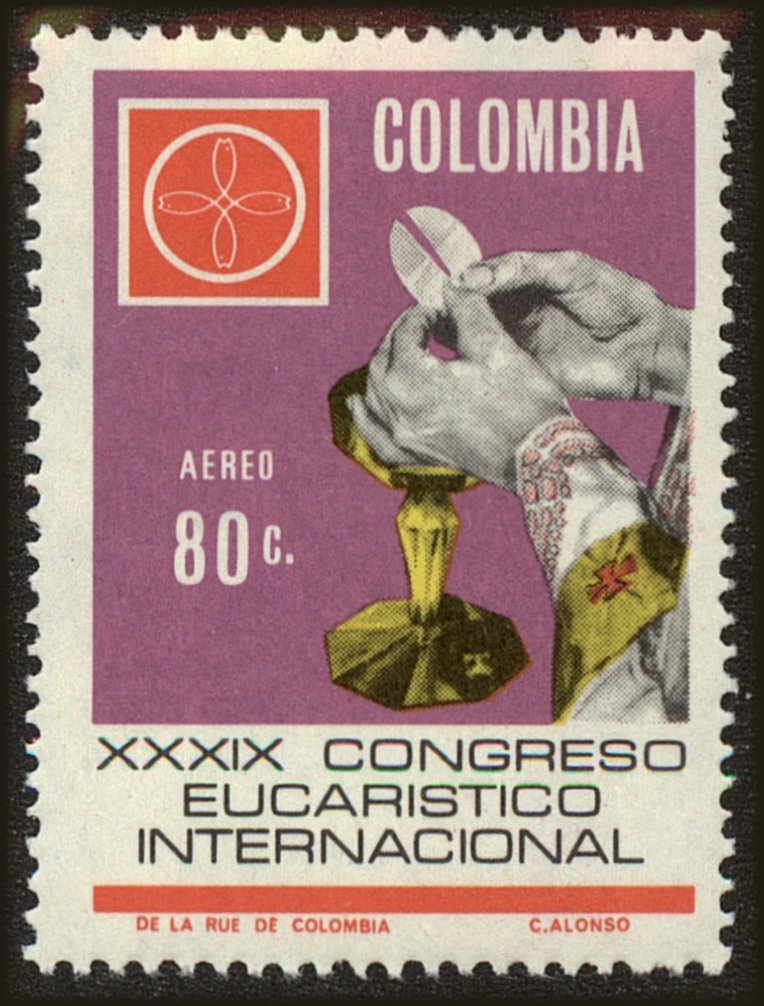 COLOMBIA
AEREO
80 c.
XXXIX CONGRESO
EUCARISTICO
INTERNACIONAL
DE LA RUE DE COLOMBIA C. ALONSO